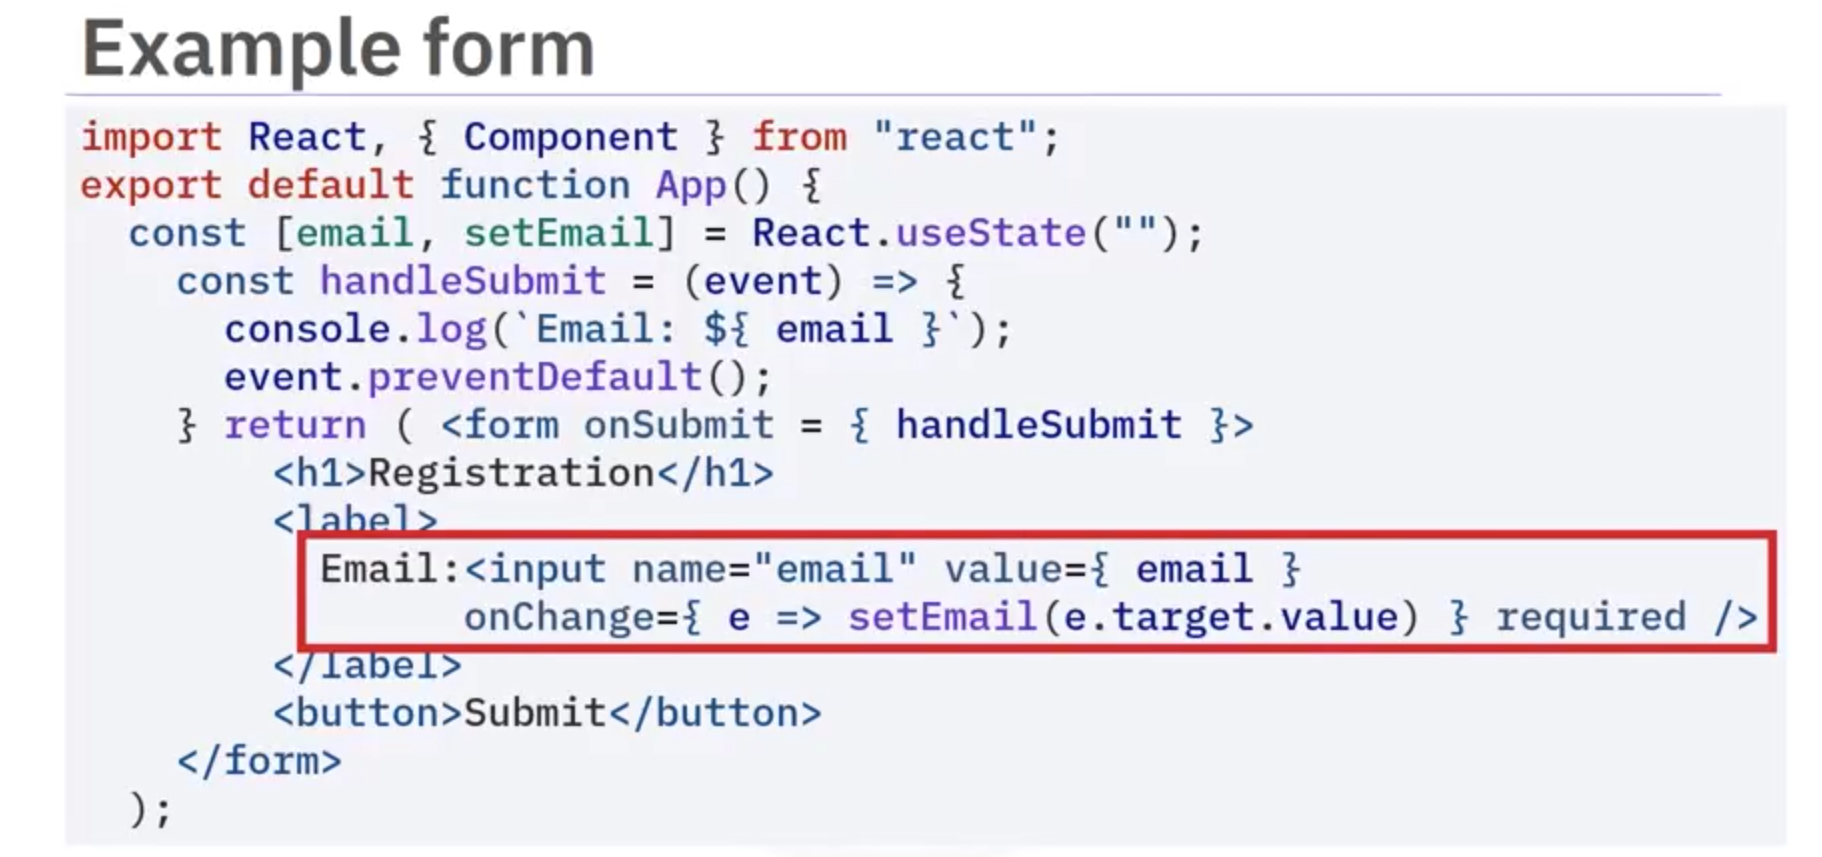 Example form
import React, { Component } from "react";
export default function App() {
  const [email, setEmail] = React.useState("");
    const handleSubmit = (event) => {
      console.log(`Email: ${ email }`);
      event.preventDefault();
    } return ( <form onSubmit = { handleSubmit }>
        <h1>Registration</h1>
        <label>
          Email:<input name="email" value={ email }
                onChange={ e => setEmail(e.target.value) } required />
        </label>
        <button>Submit</button>
    </form>
  );